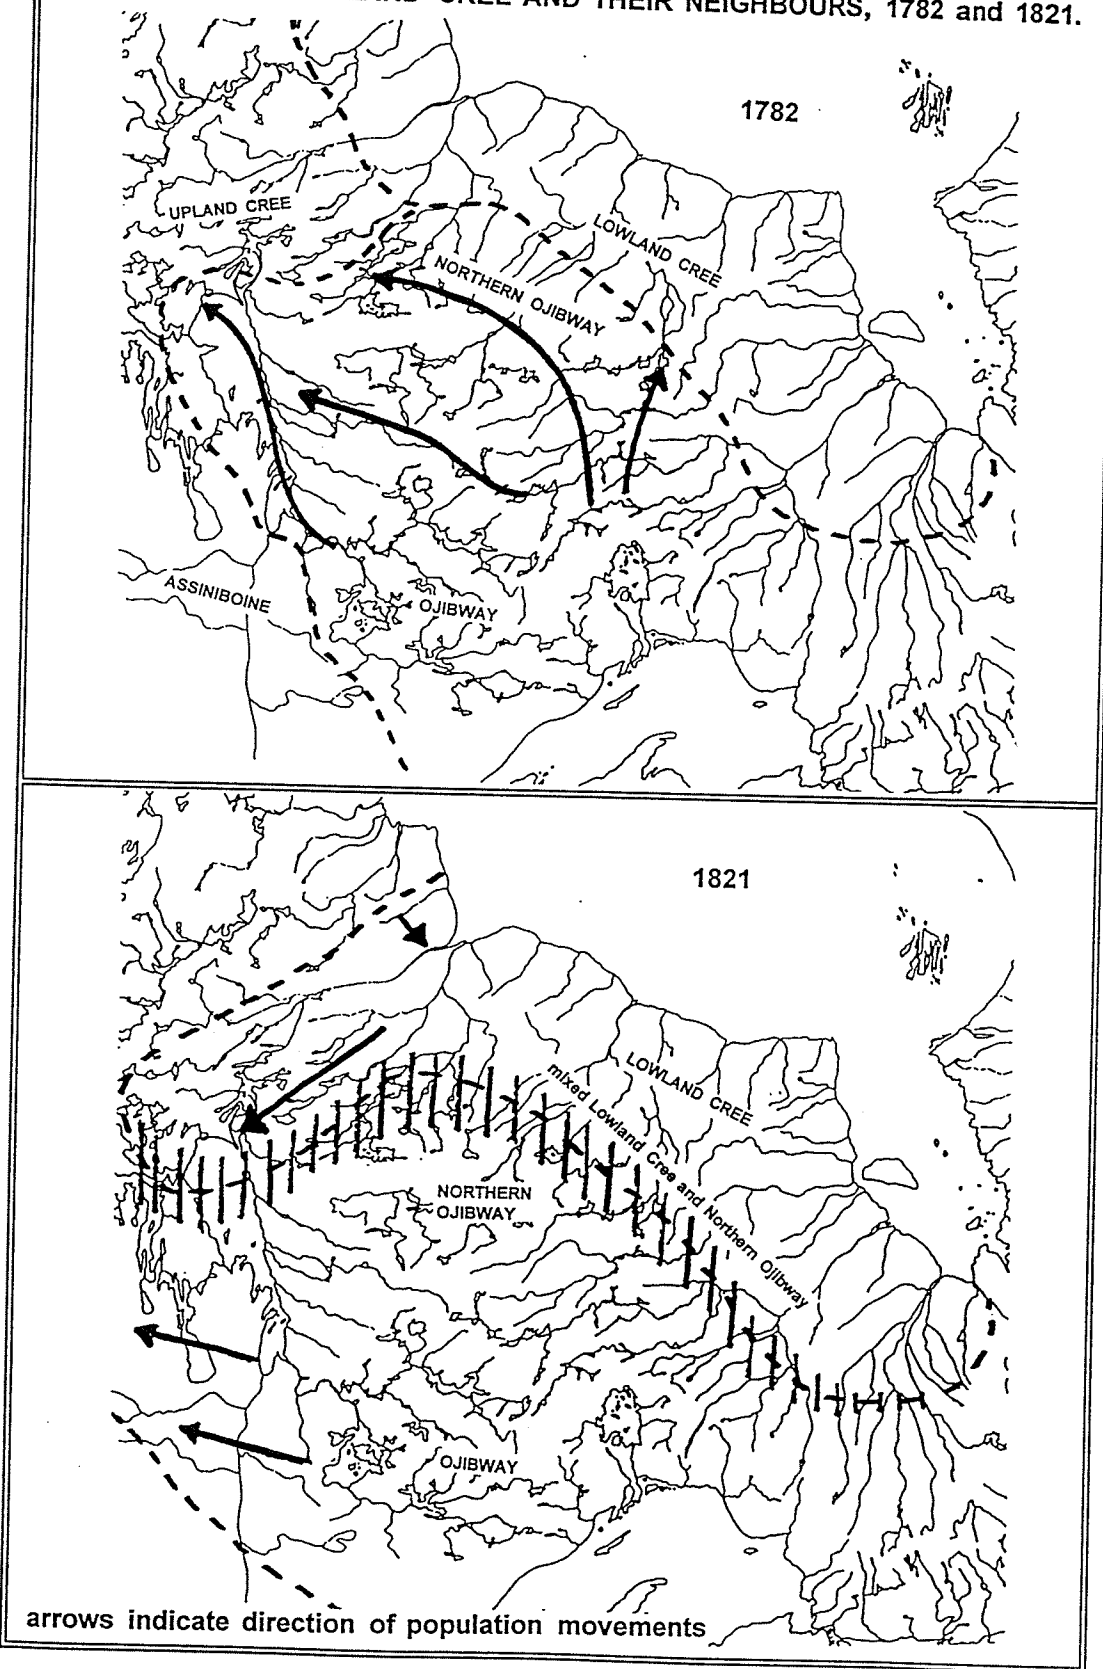 CREE AND THEIR NEIGHBOURS, 1782 and 1821.
1782
UPLAND CREE
LOWLAND CREE
NORTHERN OJIBWAY
ASSINIBOINE
OJIBWAY
1821
LOWLAND CREE
mixed Lowland Cree and Northern Ojibway
NORTHERN
OJIBWAY
OJIBWAY
arrows indicate direction of population movements